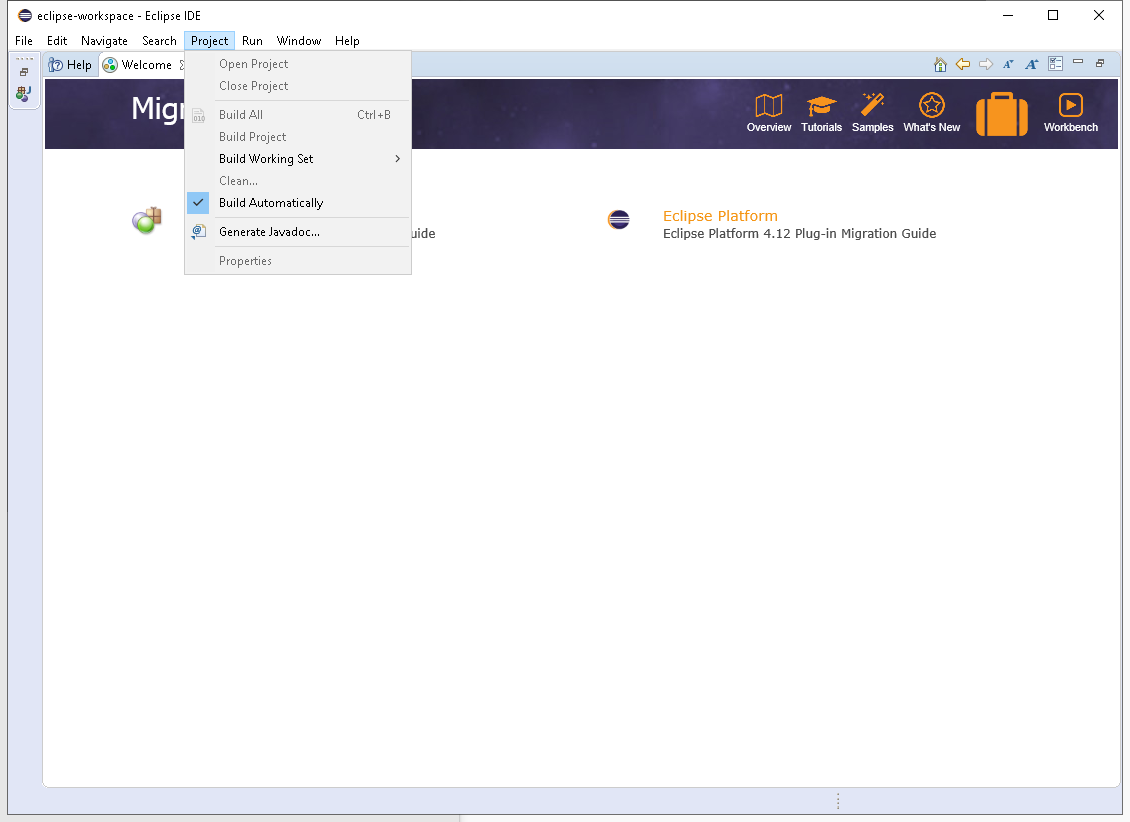 eclipse-workspace - Eclipse IDE
File Edit Navigate Search Project Run Window Help
Help Welcome
Open Project
Close Project
Build All Ctrl+B
Build Project
Build Working Set
Clean...
Build Automatically
Generate Javadoc...
Properties
Mig
Overview Tutorials Samples What's New Workbench
uide
Eclipse Platform
Eclipse Platform 4.12 Plug-in Migration Guide